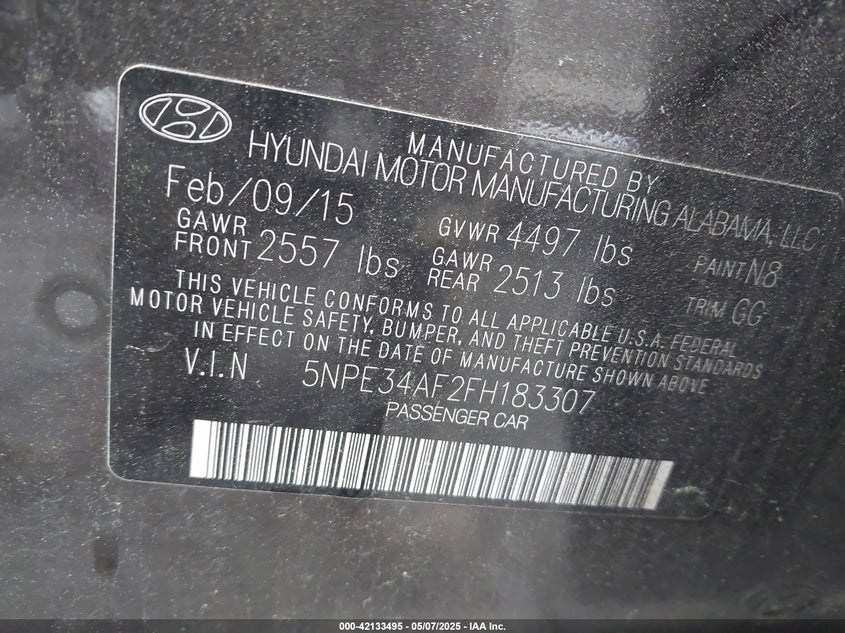 MANUFACTURED BY
HYUNDAI MOTOR MANUFACTURING ALABAMA, LLC
Feb/09/15
GVWR 4497 lbs
PAINT N8
GAWR FRONT 2557 lbs
GAWR REAR 2513 lbs
TRIM GG
THIS VEHICLE CONFORMS TO ALL APPLICABLE U.S.A. FEDERAL
MOTOR VEHICLE SAFETY, BUMPER, AND THEFT PREVENTION STANDARDS
IN EFFECT ON THE DATE OF MANUFACTURE SHOWN ABOVE
V.I.N 5NPE34AF2FH183307
PASSENGER CAR
000-42133495 - 05/07/2025 - IAA Inc.